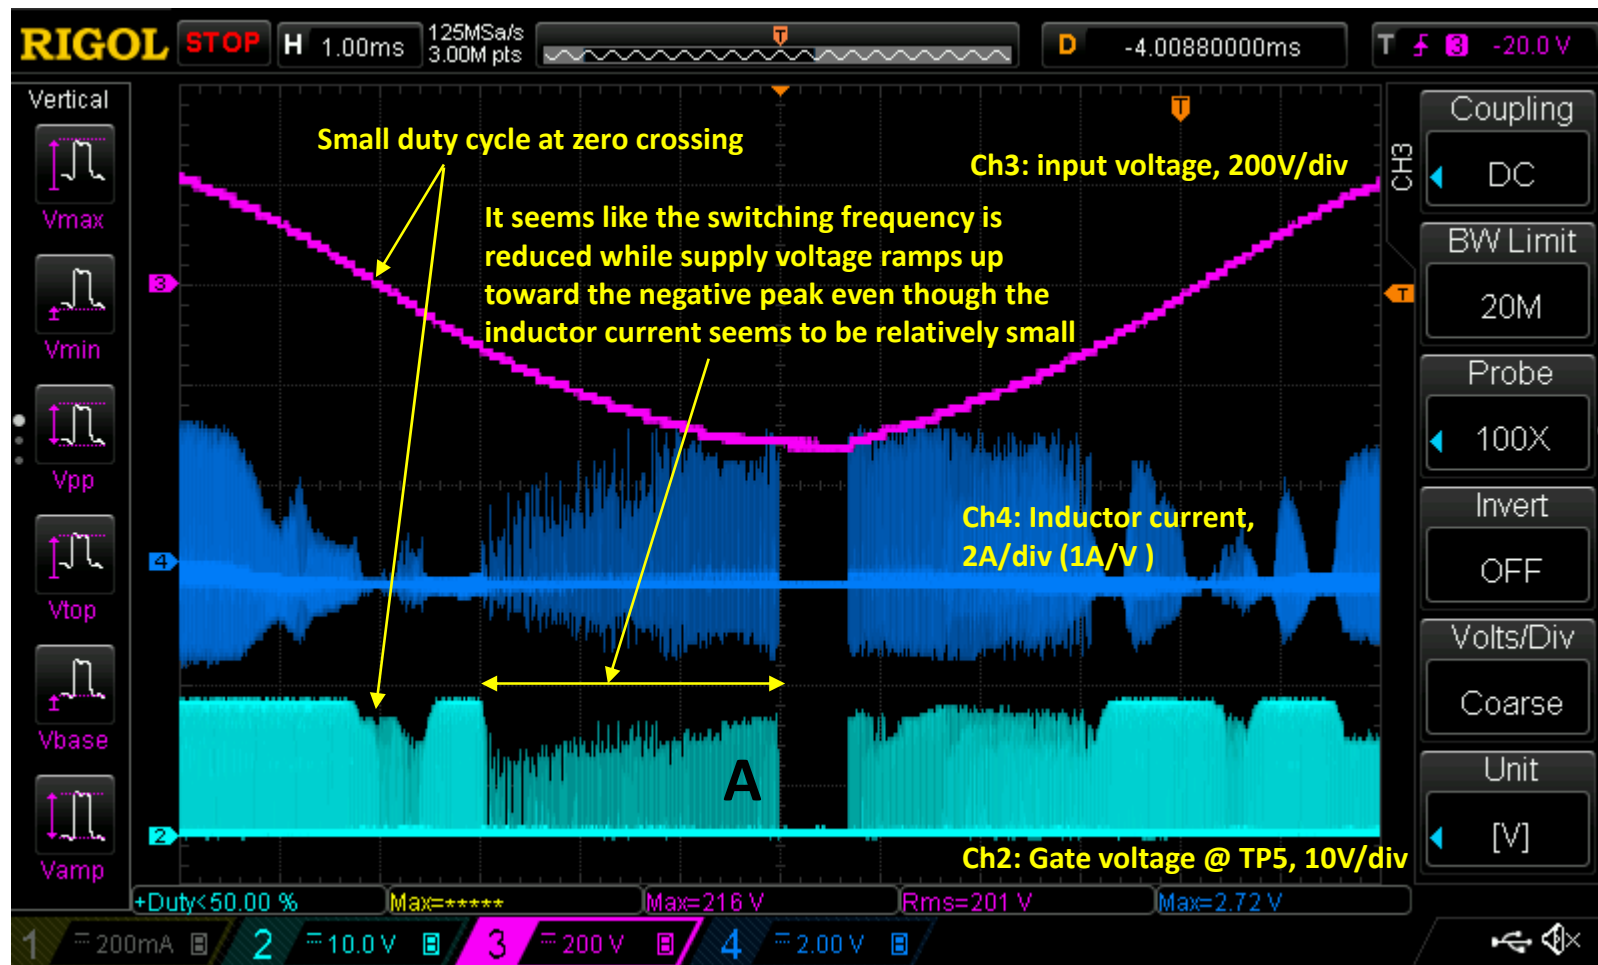 RIGOL STOP H 1.00ms 125MSa/s D -4.00880000ms T 3 -20.0 V
3.00M pts
T
Vertical
Vmax
Vmin
Vpp
Vtop
Vbase
Vamp
T
Small duty cycle at zero crossing
Ch3: input voltage, 200V/div
It seems like the switching frequency is
reduced while supply voltage ramps up
toward the negative peak even though the
inductor current seems to be relatively small
3
T
Ch4: Inductor current,
2A/div (1A/V )
4
A
2
Ch2: Gate voltage @ TP5, 10V/div
CH3
Coupling
DC
BW Limit
20M
Probe
100X
Invert
OFF
Volts/Div
Coarse
Unit
[V]
+Duty<50.00 % Max=***** Max=216 V Rms=201 V Max=2.72 V
1 200mA B 2 10.0 V B 3 200 V B 4 2.00 V B